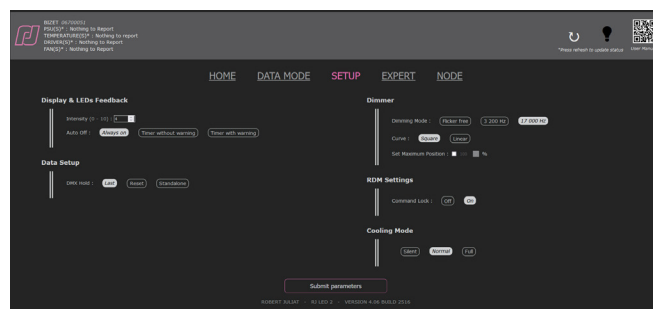 BIZET 06700051
PSU(S)* : Nothing to Report
TEMPERATURE(S)* : Nothing to report
DRIVER(S)* : Nothing to Report
FAN(S)* : Nothing to Report
*Press refresh to update status
User Manu
HOME DATA MODE SETUP EXPERT NODE
Display & LEDs Feedback
Intensity [0 - 10] :
Auto Off : Always on Timer without warning Timer with warning
Data Setup
DMX Hold : Last Reset Standalone
Dimmer
Dimming Mode : Flicker free 3 200 Hz 17 000 Hz
Curve : Square Linear
Set Maximum Position : %
RDM Settings
Command Lock : Off On
Cooling Mode
Silent Normal Full
Submit parameters
ROBERT JULIAT - RJ LED 2 - VERSION 4.06 BUILD 2516